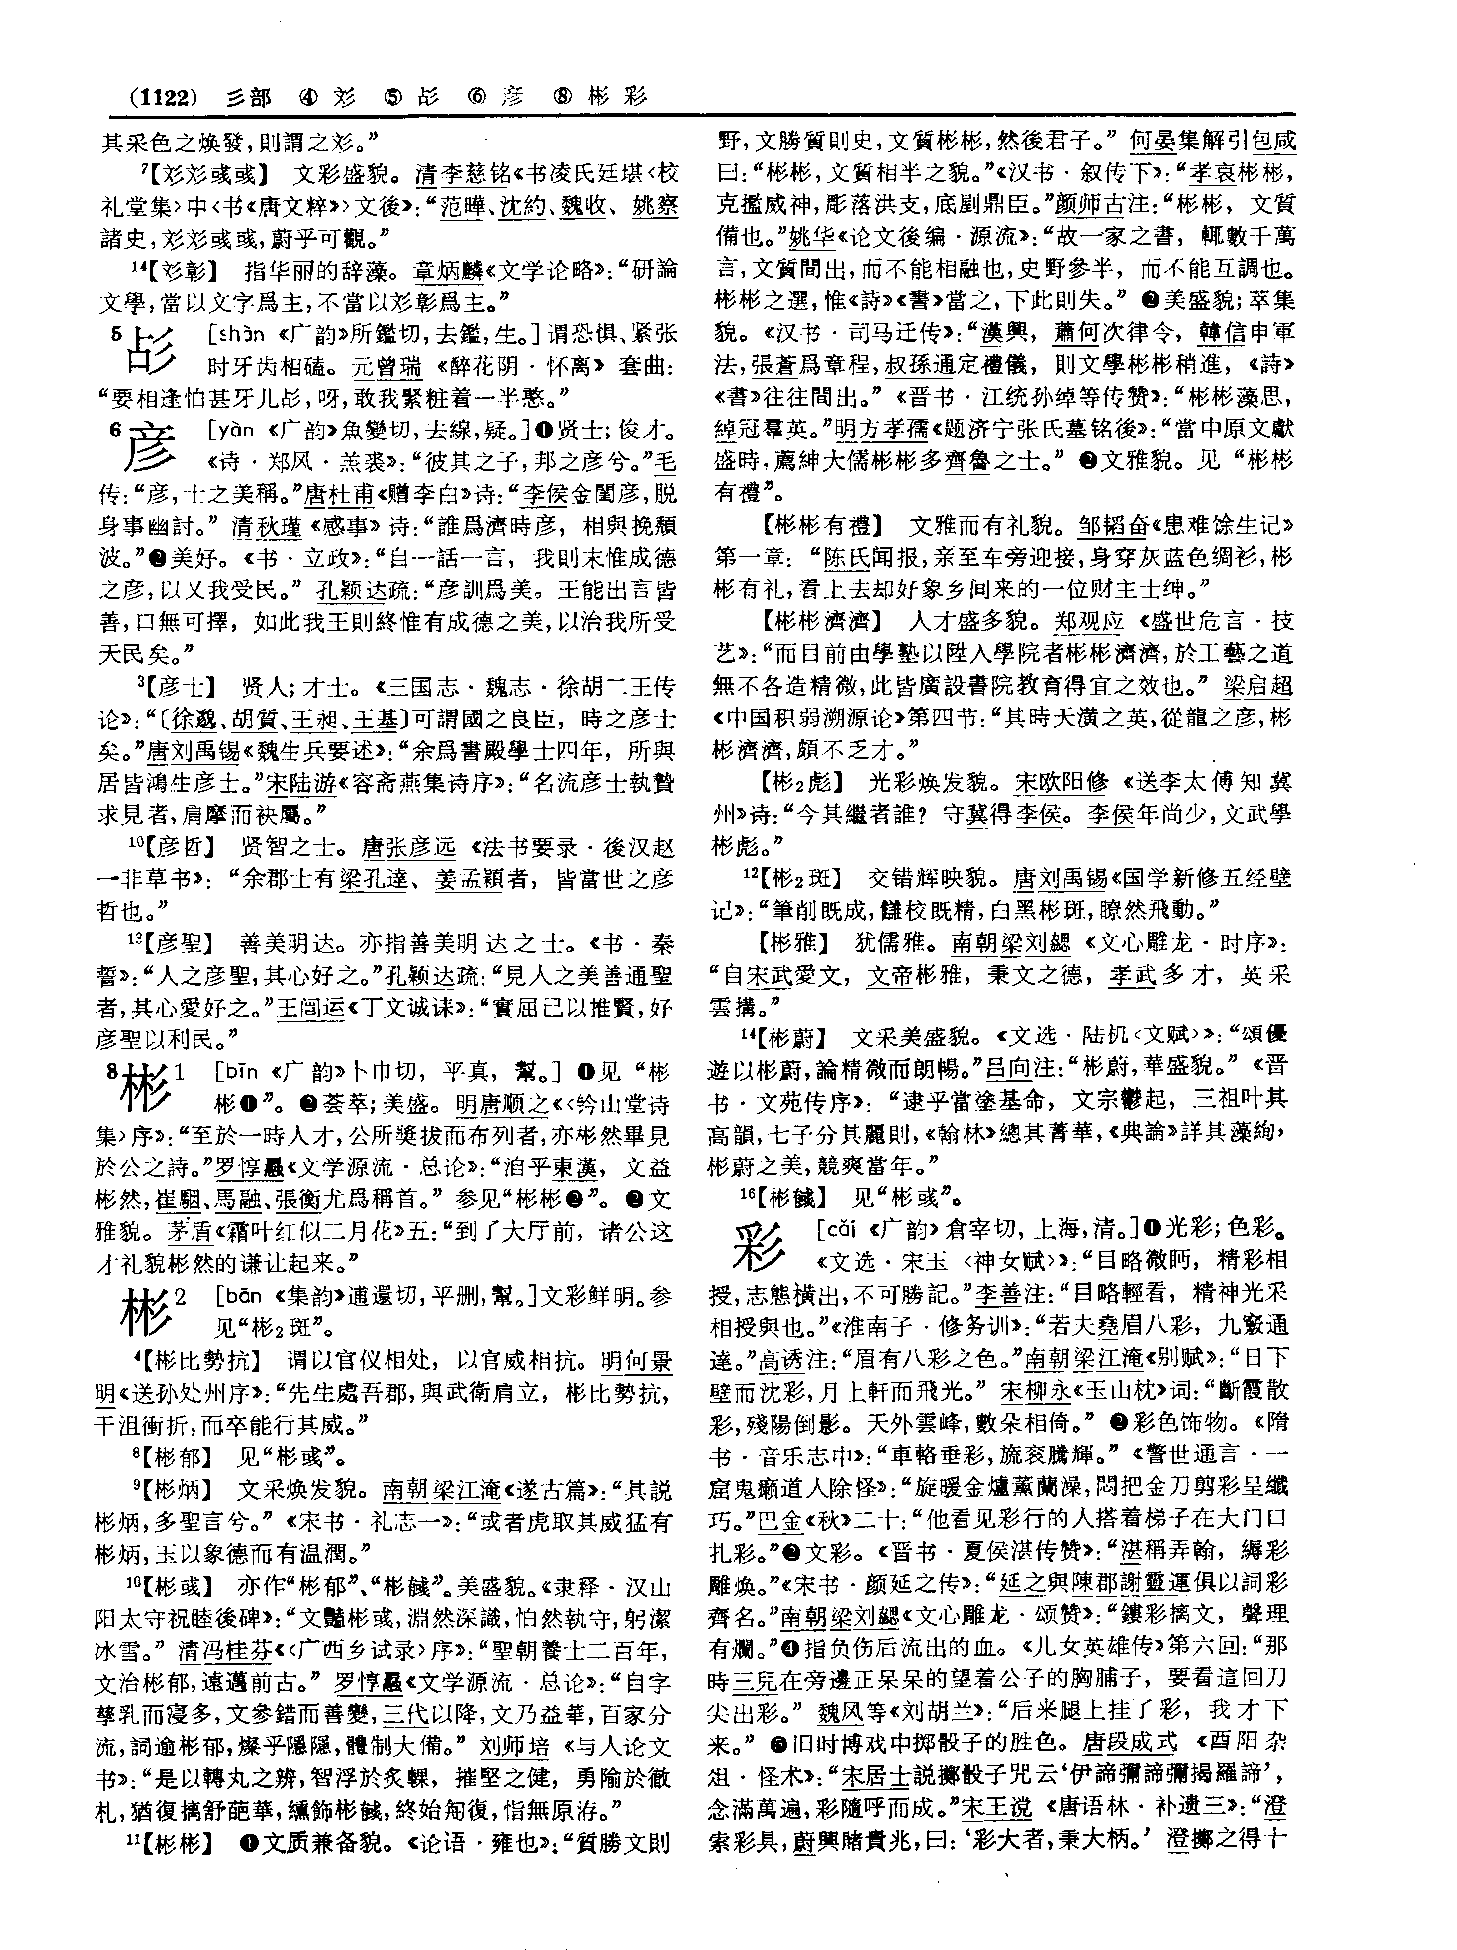 (1122) 彡部 ④ 彣 ⑤ 㣌 ⑥ 彦 ⑧ 彬 彩
其采色之焕發,則謂之彣。”
7【彣彣彧彧】 文彩盛貌。清李慈铭《书凌氏廷堪〈校
礼堂集〉中〈书《唐文粹》〉文後》:“范曄、沈約、魏收、姚察
諸史,彣彣彧彧,蔚乎可觀。”
14【彣彰】 指华丽的辞藻。章炳麟《文学论略》:“研論
文學,當以文字爲主,不當以彣彰爲主。”
5 [shàn 《广韵》所鑑切,去鑑,生。]谓恐惧、紧张
时牙齿相磕。元曾瑞《醉花阴·怀离》套曲:
“要相逢怕甚牙儿,呀,敢我緊粧着一半憨。”
6 彦 [yàn 《广韵》魚變切,去線,疑。]❶贤士;俊才。
《诗·郑风·羔裘》:“彼其之子,邦之彦兮。”毛
传:“彦,士之美稱。”唐杜甫《赠李白》诗:“李侯金閨彦,脱
身事幽討。” 清秋瑾《感事》诗:“誰爲濟時彦, 相與挽頹
波。”❷美好。《书·立政》:“自一話一言, 我則末惟成德
之彦,以乂我受民。” 孔颖达疏:“彦訓爲美。王能出言皆
善,口無可擇, 如此我王則終惟有成德之美,以治我所受
天民矣。”
3【彦士】 贤人;才士。《三国志·魏志·徐胡二王传
论》:“〔徐邈、胡質、王昶、王基〕可謂國之良臣, 時之彦士
矣。”唐刘禹锡《魏生兵要述》:“余爲書殿學士四年, 所與
居皆鴻生彦士。”宋陆游《容斋燕集诗序》:“名流彦士執贄
求見者,肩摩而袂屬。”
10【彦哲】 贤智之士。唐张彦远《法书要录·後汉赵
一非草书》: “余郡士有梁孔達、姜孟穎者, 皆當世之彦
哲也。”
13【彦聖】 善美明达。亦指善美明达之士。《书·秦
誓》:“人之彦聖,其心好之。”孔颖达疏:“見人之美善通聖
者,其心愛好之。”王闿运《丁文诚诔》:“實屈己以推賢,好
彦聖以利民。”
8 彬1 [bīn 《广韵》卜巾切, 平真, 幫。] ❶见“彬
彬❶”。❷荟萃;美盛。明唐顺之《〈钤山堂诗
集〉序》:“至於一時人才,公所奬拔而布列者,亦彬然畢見
於公之詩。”罗惇曧《文学源流·总论》:“洎乎東漢, 文益
彬然,崔駰、馬融、張衡尤爲稱首。” 参见“彬彬❷”。❸文
雅貌。茅盾《霜叶红似二月花》五:“到了大厅前, 诸公这
才礼貌彬然的谦让起来。”
彬2 [bān 《集韵》逋還切,平删,幫。]文彩鲜明。参
见“彬2斑”。
4【彬比勢抗】 谓以官仪相处, 以官威相抗。明何景
明《送孙处州序》:“先生處吾郡,與武衛肩立, 彬比勢抗,
干沮衝折,而卒能行其威。”
8【彬郁】 见“彬彧”。
9【彬炳】 文采焕发貌。南朝梁江淹《遂古篇》:“其説
彬炳,多聖言兮。” 《宋书·礼志一》:“或者虎取其威猛有
彬炳,玉以象德而有温潤。”
10【彬彧】 亦作“彬郁”、“彬䬜”。美盛貌。《隶释·汉山
阳太守祝睦後碑》:“文豔彬彧,淵然深識,怕然執守,躬潔
冰雪。” 清冯桂芬《〈广西乡试录〉序》:“聖朝養士二百年,
文治彬郁,遠邁前古。” 罗惇曧《文学源流·总论》:“自字
孳乳而寖多,文參錯而善變,三代以降,文乃益華,百家分
流,詞逾彬郁,燦乎隱隱,體制大備。” 刘师培《与人论文
书》:“是以轉丸之辨,智浮於炙輠, 摧堅之健, 勇隃於徹
札,猶復摛舒葩華,纁飾彬䬜,終始匔復,恉無原洊。”
11【彬彬】 ❶文质兼备貌。《论语·雍也》:“質勝文則
野,文勝質則史,文質彬彬,然後君子。” 何晏集解引包咸
曰:“彬彬,文質相半之貌。”《汉书·叙传下》:“孝哀彬彬,
克攬威神,彫落洪支,底剭鼎臣。”颜师古注:“彬彬, 文質
備也。”姚华《论文後编·源流》:“故一家之書, 輒數千萬
言,文質間出,而不能相融也,史野參半, 而不能互調也。
彬彬之選,惟《詩》《書》當之,下此則失。” ❷美盛貌;萃集
貌。《汉书·司马迁传》:“漢興, 蕭何次律令, 韓信申軍
法,張蒼爲章程,叔孫通定禮儀, 則文學彬彬稍進, 《詩》
《書》往往間出。” 《晋书·江统孙绰等传赞》:“彬彬藻思,
綽冠羣英。”明方孝孺《题济宁张氏墓铭後》:“當中原文獻
盛時,薦紳大儒彬彬多齊魯之士。” ❸文雅貌。见“彬彬
有禮”。
【彬彬有禮】 文雅而有礼貌。邹韬奋《患难馀生记》
第一章: “陈氏闻报,亲至车旁迎接,身穿灰蓝色绸衫,彬
彬有礼,看上去却好象乡间来的一位财主士绅。”
【彬彬濟濟】 人才盛多貌。郑观应《盛世危言·技
艺》:“而目前由學塾以陞入學院者彬彬濟濟,於工藝之道
無不各造精微,此皆廣設書院教育得宜之效也。” 梁启超
《中国积弱溯源论》第四节:“其時天潢之英,從龍之彦,彬
彬濟濟,頗不乏才。”
【彬2彪】 光彩焕发貌。宋欧阳修《送李太傅知冀
州》诗:“今其繼者誰? 守冀得李侯。李侯年尚少,文武學
彬彪。”
12【彬2斑】 交错辉映貌。唐刘禹锡《国学新修五经壁
记》:“筆削既成,讎校既精,白黑彬斑,瞭然飛動。”
【彬雅】 犹儒雅。南朝梁刘勰《文心雕龙·时序》:
“自宋武愛文, 文帝彬雅, 秉文之德, 孝武多才, 英采
雲搆。”
14【彬蔚】 文采美盛貌。《文选·陆机〈文赋〉》:“頌優
遊以彬蔚,論精微而朗暢。”吕向注:“彬蔚,華盛貌。” 《晋
书·文苑传序》: “逮乎當塗基命, 文宗鬱起, 三祖叶其
高韻,七子分其麗則,《翰林》總其菁華,《典論》詳其藻絢,
彬蔚之美,競爽當年。”
16【彬䬜】 见“彬彧”。
彩 [cǎi 《广韵》倉宰切, 上海,清。]❶光彩;色彩。
《文选·宋玉〈神女赋〉》:“目略微眄, 精彩相
授,志態横出,不可勝記。”李善注:“目略輕看, 精神光采
相授與也。”《淮南子·修务训》:“若夫堯眉八彩, 九竅通
達。”高诱注:“眉有八彩之色。”南朝梁江淹《别赋》:“日下
壁而沈彩,月上軒而飛光。” 宋柳永《玉山枕》词:“斷霞散
彩,殘陽倒影。天外雲峰,數朵相倚。” ❷彩色饰物。《隋
书·音乐志中》:“車輅垂彩,旒衮騰輝。” 《警世通言·一
窟鬼癞道人除怪》:“旋暖金爐薰蘭澡,悶把金刀剪彩呈纖
巧。”巴金《秋》二十:“他看见彩行的人搭着梯子在大门口
扎彩。”❸文彩。《晋书·夏侯湛传赞》:“湛稱弄翰, 縟彩
雕焕。”《宋书·颜延之传》:“延之與陳郡謝靈運俱以詞彩
齊名。”南朝梁刘勰《文心雕龙·颂赞》:“鏤彩摛文, 聲理
有爛。”❹指负伤后流出的血。《儿女英雄传》第六回:“那
時三兒在旁邊正呆呆的望着公子的胸脯子, 要看這回刀
尖出彩。” 魏风等《刘胡兰》:“后来腿上挂了彩, 我才下
来。” ❺旧时博戏中掷骰子的胜色。唐段成式《酉阳杂
俎·怪术》:“宋居士説擲骰子咒云‘伊諦彌諦彌揭羅諦’,
念滿萬遍,彩隨呼而成。”宋王谠《唐语林·补遗三》:“澄
索彩具,蔚興賭貴兆,曰:‘彩大者,秉大柄。’ 澄擲之得十